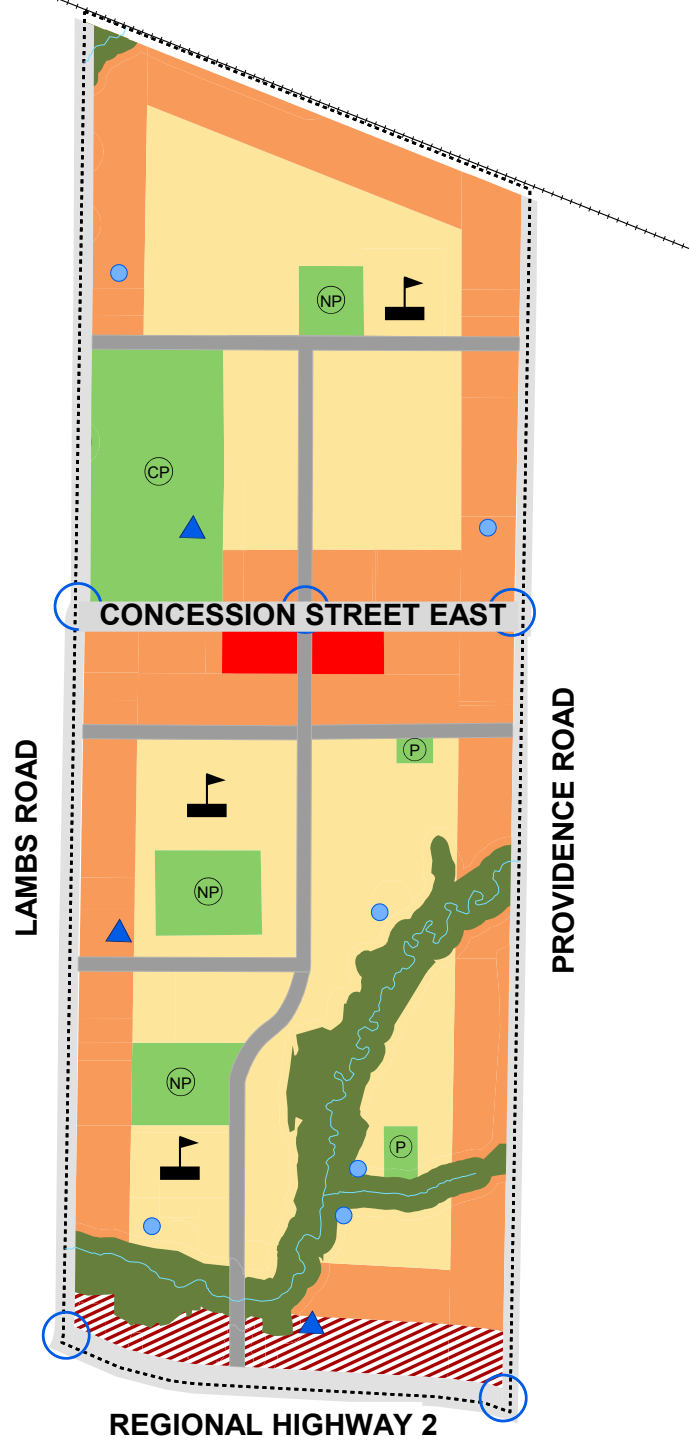 NP
CP
CONCESSION STREET EAST
P
LAMBS ROAD
PROVIDENCE ROAD
NP
NP
P
REGIONAL HIGHWAY 2